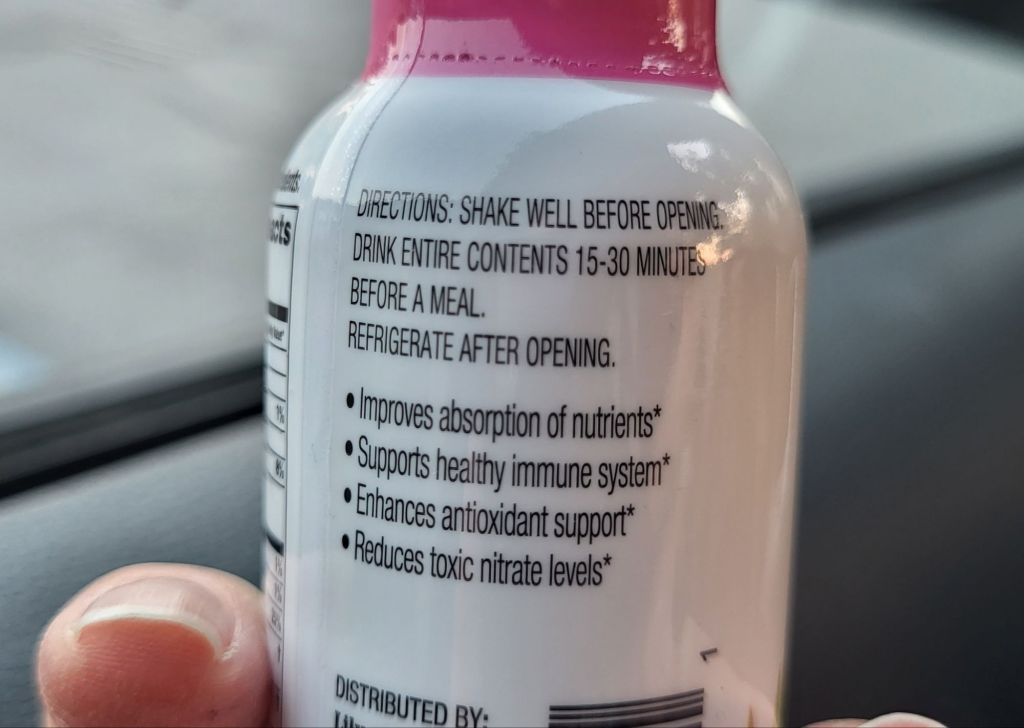 DIRECTIONS: SHAKE WELL BEFORE OPENING.
DRINK ENTIRE CONTENTS 15-30 MINUTES
BEFORE A MEAL.
REFRIGERATE AFTER OPENING.
• Improves absorption of nutrients*
• Supports healthy immune system*
• Enhances antioxidant support*
• Reduces toxic nitrate levels*
DISTRIBUTED BY:
1%